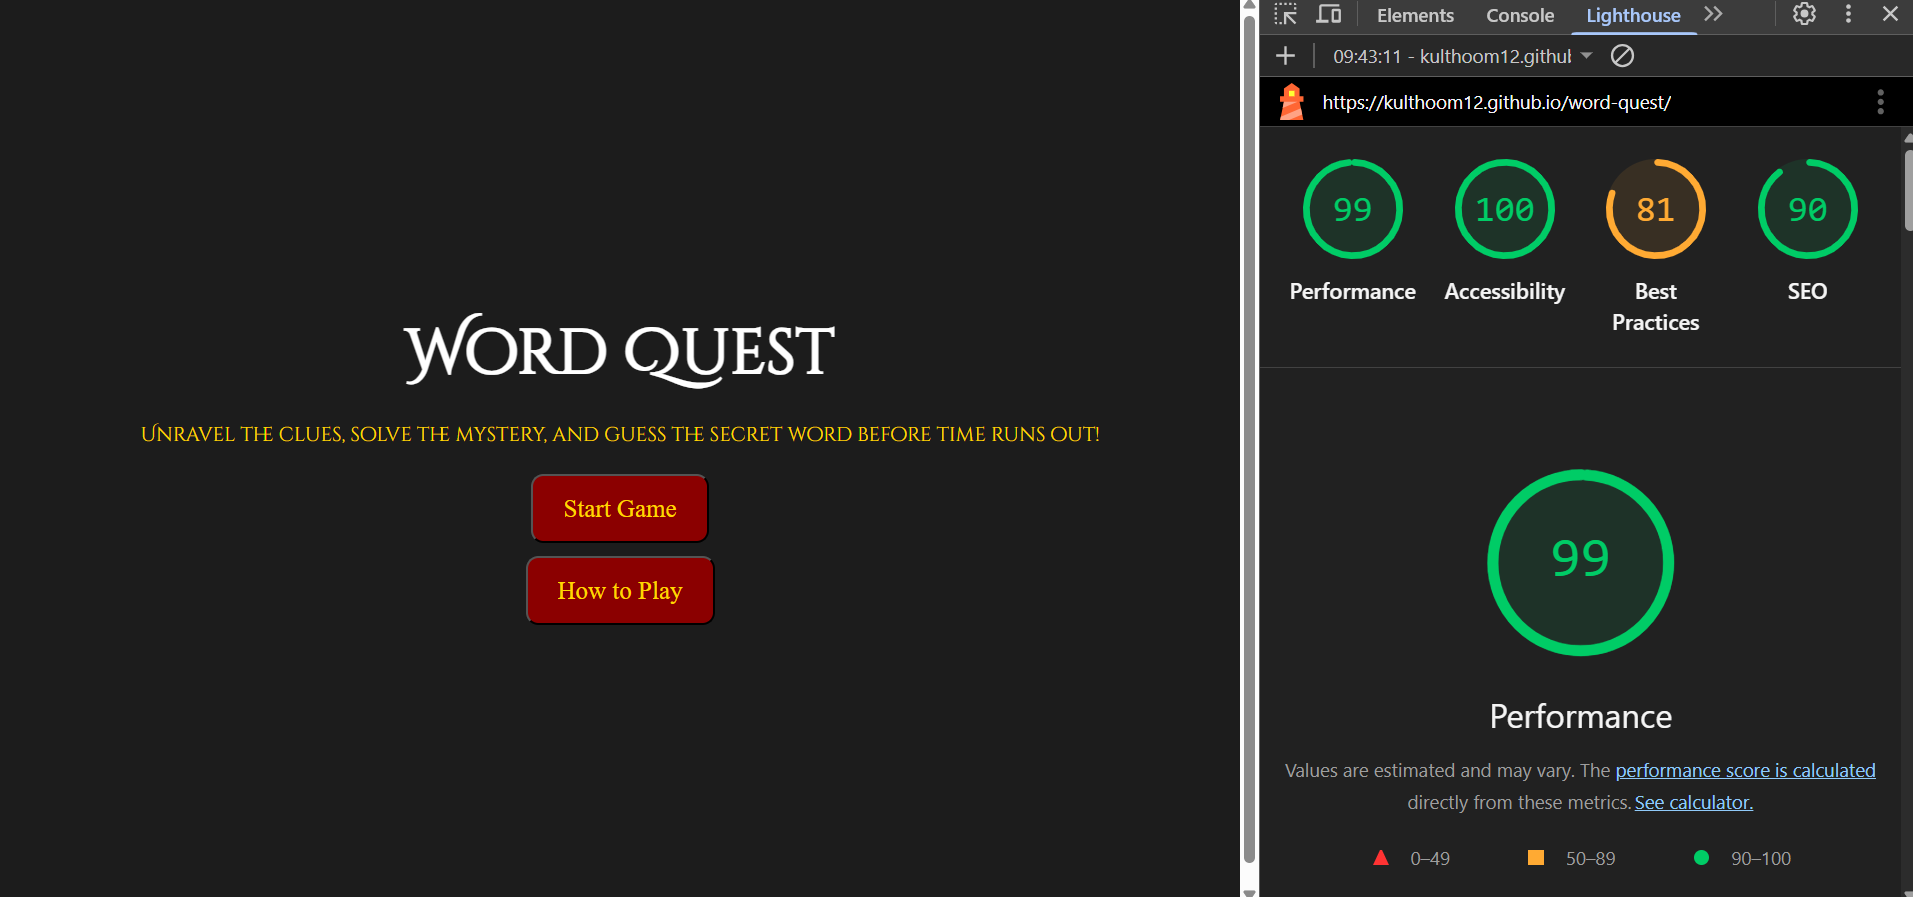 Word Quest
Unravel the clues, solve the mystery, and guess the secret word before time runs out!
Start Game
How to Play
Elements Console Lighthouse
09:43:11 - kulthoom12.github
https://kulthoom12.github.io/word-quest/
99 100 81 90
Performance Accessibility Best Practices SEO
99
Performance
Values are estimated and may vary. The performance score is calculated
directly from these metrics. See calculator.
0–49 50–89 90–100